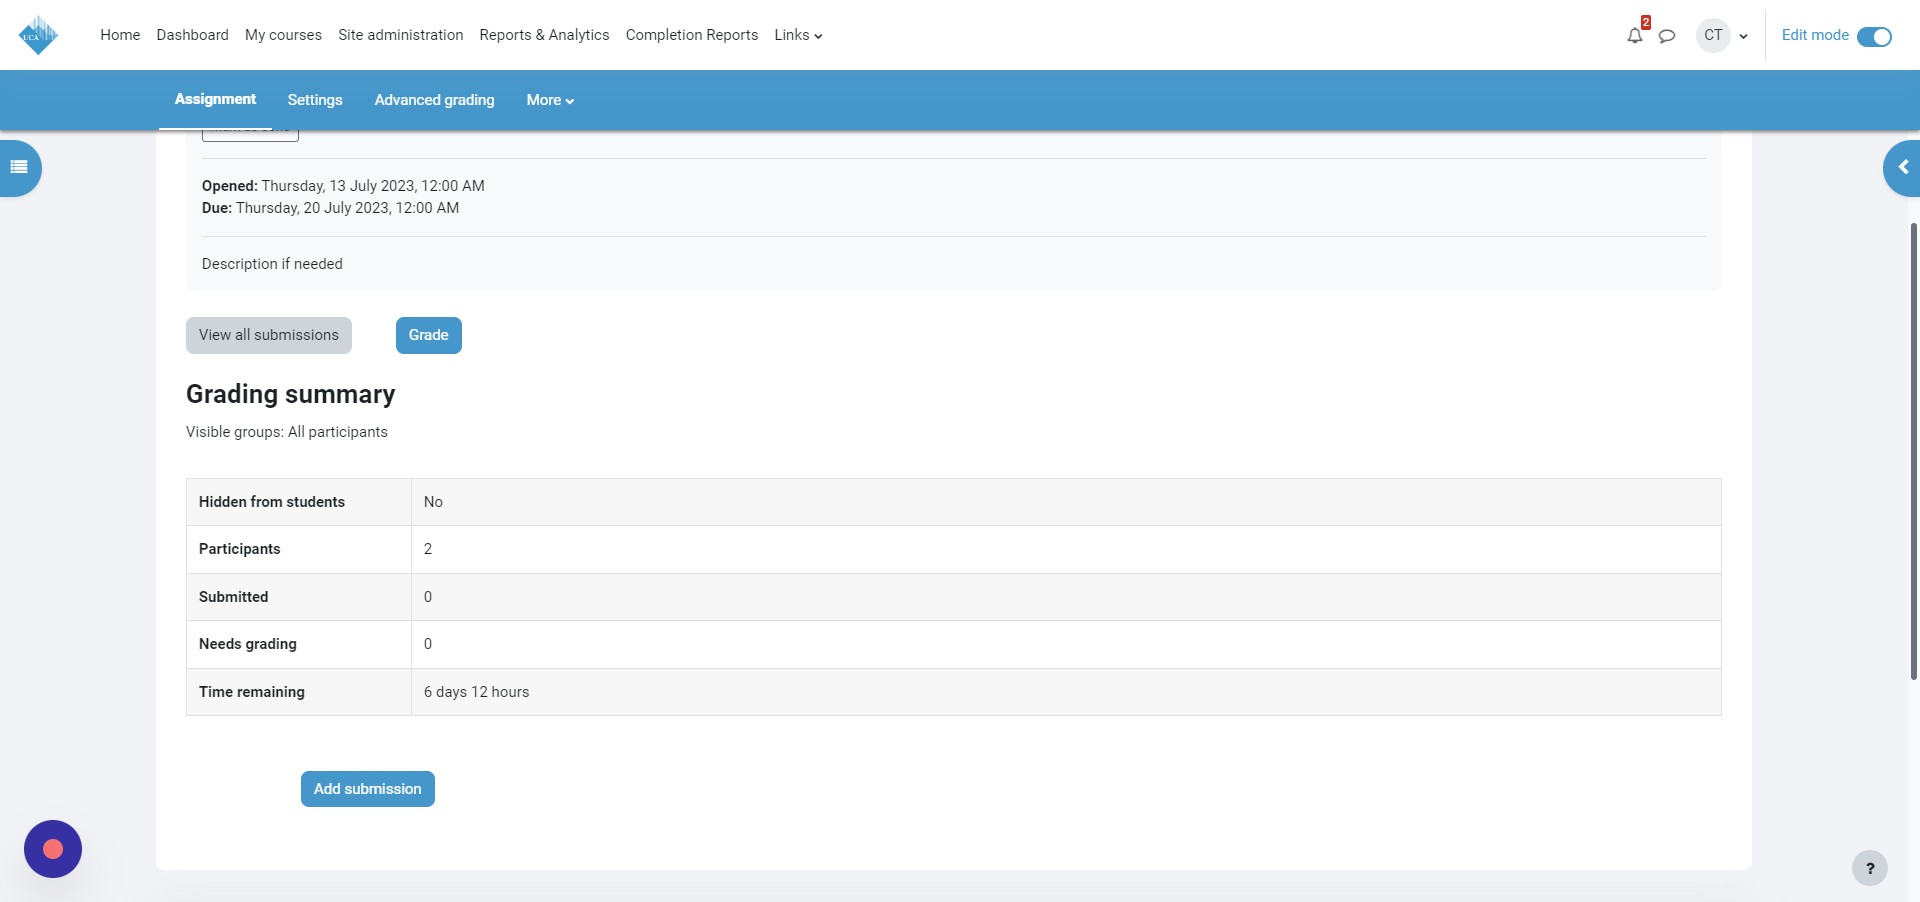 UCA
Home Dashboard My courses Site administration Reports & Analytics Completion Reports Links
2
CT
Edit mode
Assignment Settings Advanced grading More
Opened: Thursday, 13 July 2023, 12:00 AM
Due: Thursday, 20 July 2023, 12:00 AM
Description if needed
View all submissions Grade
Grading summary
Visible groups: All participants
Hidden from students No
Participants 2
Submitted 0
Needs grading 0
Time remaining 6 days 12 hours
Add submission
?